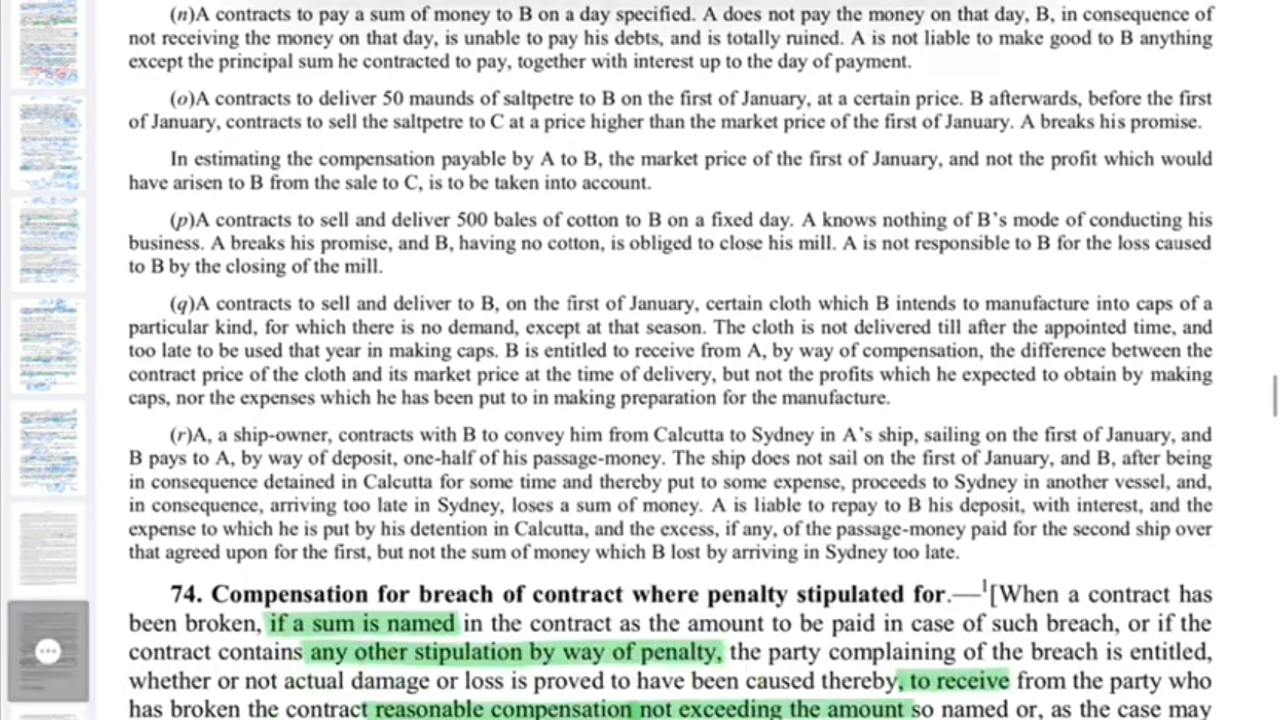 (n)A contracts to pay a sum of money to B on a day specified. A does not pay the money on that day, B, in consequence of
not receiving the money on that day, is unable to pay his debts, and is totally ruined. A is not liable to make good to B anything
except the principal sum he contracted to pay, together with interest up to the day of payment.
(o)A contracts to deliver 50 maunds of saltpetre to B on the first of January, at a certain price. B afterwards, before the first
of January, contracts to sell the saltpetre to C at a price higher than the market price of the first of January. A breaks his promise.
In estimating the compensation payable by A to B, the market price of the first of January, and not the profit which would
have arisen to B from the sale to C, is to be taken into account.
(p)A contracts to sell and deliver 500 bales of cotton to B on a fixed day. A knows nothing of B's mode of conducting his
business. A breaks his promise, and B, having no cotton, is obliged to close his mill. A is not responsible to B for the loss caused
to B by the closing of the mill.
(q)A contracts to sell and deliver to B, on the first of January, certain cloth which B intends to manufacture into caps of a
particular kind, for which there is no demand, except at that season. The cloth is not delivered till after the appointed time, and
too late to be used that year in making caps. B is entitled to receive from A, by way of compensation, the difference between the
contract price of the cloth and its market price at the time of delivery, but not the profits which he expected to obtain by making
caps, nor the expenses which he has been put to in making preparation for the manufacture.
(r)A, a ship-owner, contracts with B to convey him from Calcutta to Sydney in A's ship, sailing on the first of January, and
B pays to A, by way of deposit, one-half of his passage-money. The ship does not sail on the first of January, and B, after being
in consequence detained in Calcutta for some time and thereby put to some expense, proceeds to Sydney in another vessel, and,
in consequence, arriving too late in Sydney, loses a sum of money. A is liable to repay to B his deposit, with interest, and the
expense to which he is put by his detention in Calcutta, and the excess, if any, of the passage-money paid for the second ship over
that agreed upon for the first, but not the sum of money which B lost by arriving in Sydney too late.
74. Compensation for breach of contract where penalty stipulated for.—¹[When a contract has
been broken, if a sum is named in the contract as the amount to be paid in case of such breach, or if the
contract contains any other stipulation by way of penalty, the party complaining of the breach is entitled,
whether or not actual damage or loss is proved to have been caused thereby, to receive from the party who
has broken the contract reasonable compensation not exceeding the amount so named or, as the case may